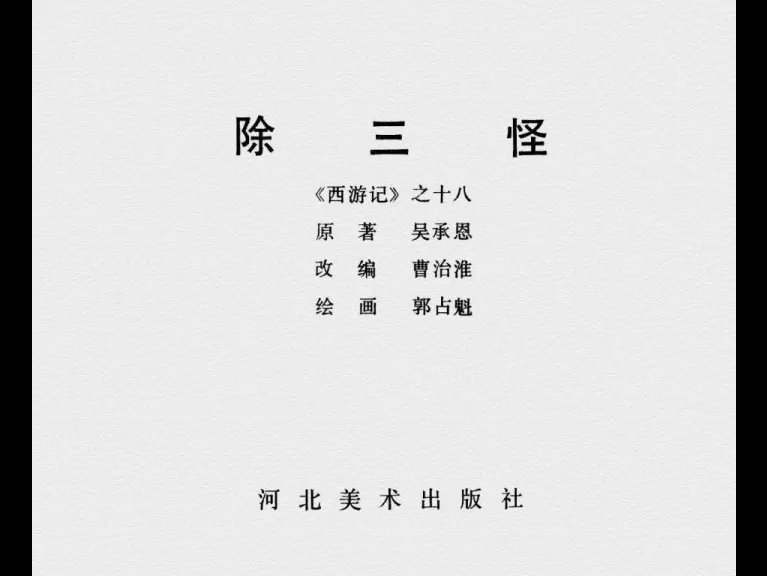 除三怪
《西游记》之十八
原著 吴承恩
改编 曹治淮
绘画 郭占魁
河北美术出版社